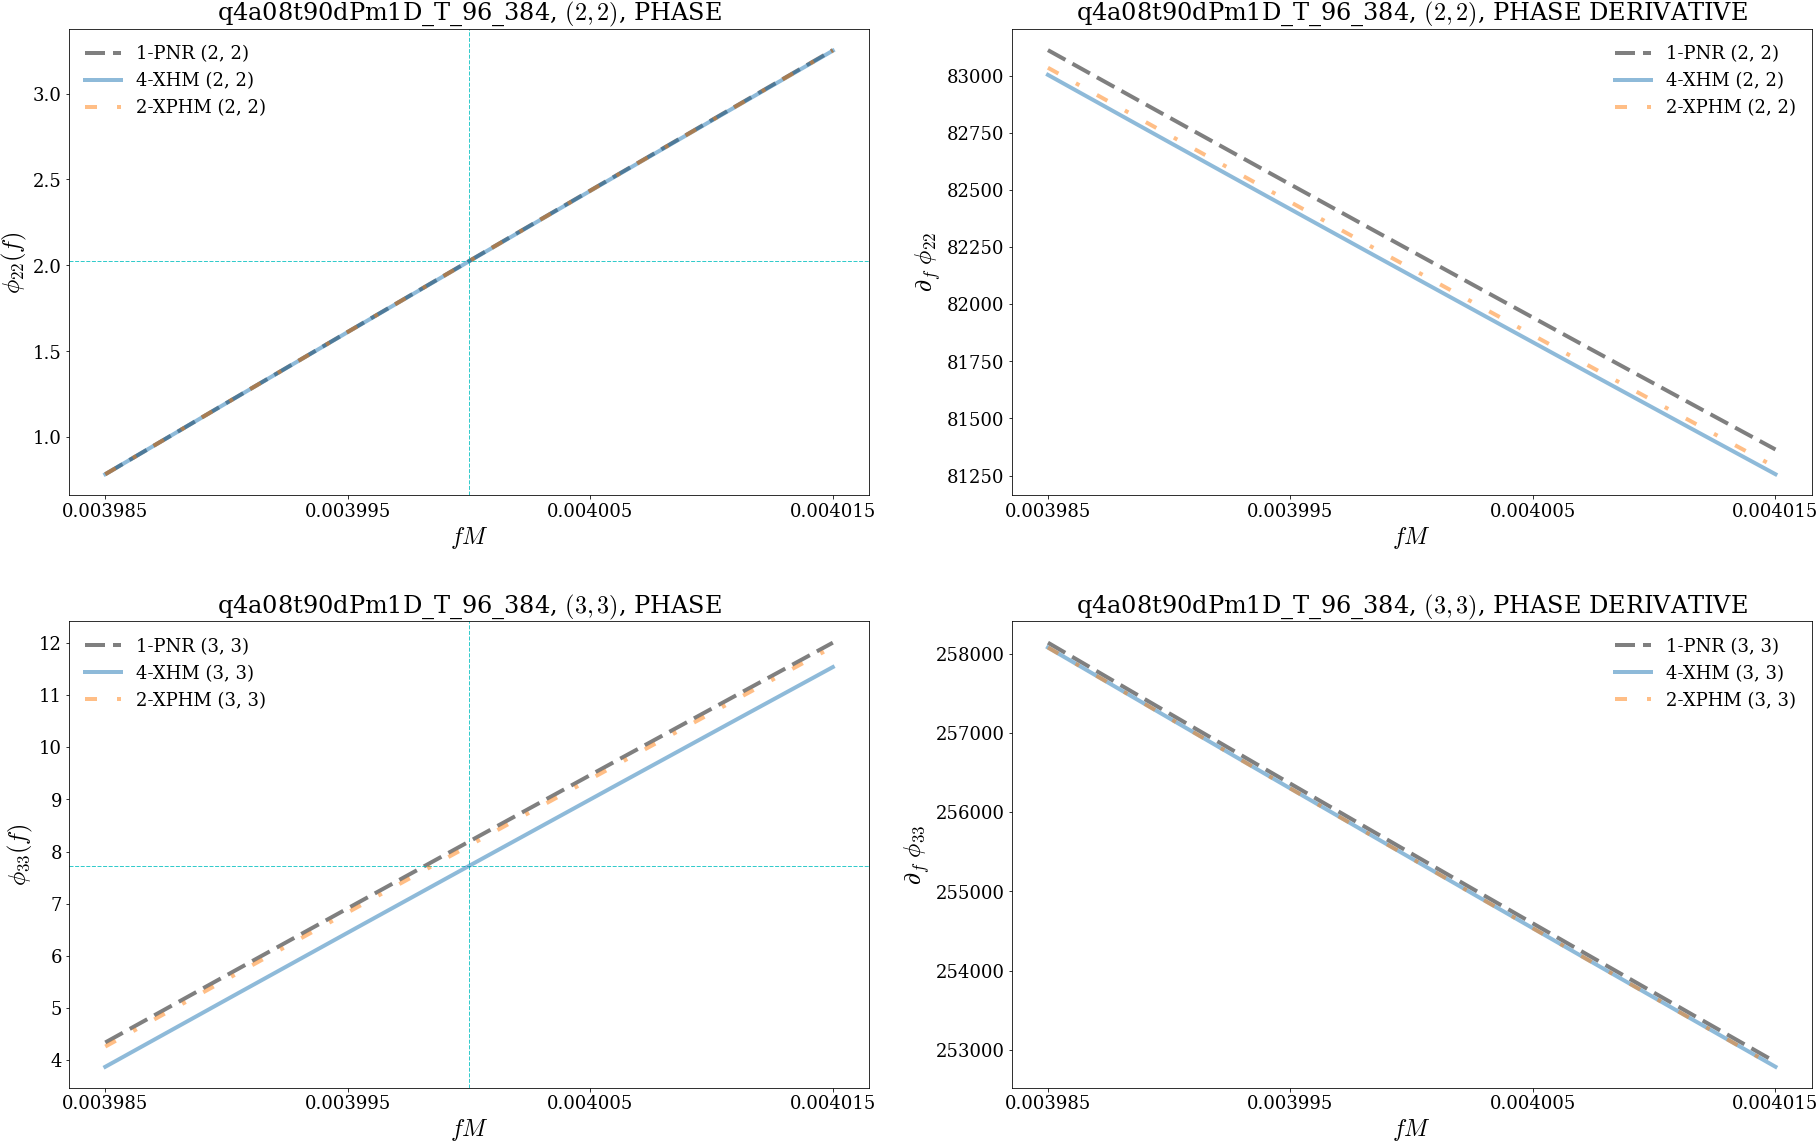 q4a08t90dPm1D_T_96_384, (2, 2), PHASE
1-PNR (2, 2)
4-XHM (2, 2)
2-XPHM (2, 2)
ϕ22(f)
3.0
2.5
2.0
1.5
1.0
0.003985
0.003995
0.004005
0.004015
fM
q4a08t90dPm1D_T_96_384, (2, 2), PHASE DERIVATIVE
1-PNR (2, 2)
4-XHM (2, 2)
2-XPHM (2, 2)
∂f ϕ22
83000
82750
82500
82250
82000
81750
81500
81250
0.003985
0.003995
0.004005
0.004015
fM
q4a08t90dPm1D_T_96_384, (3, 3), PHASE
1-PNR (3, 3)
4-XHM (3, 3)
2-XPHM (3, 3)
ϕ33(f)
12
11
10
9
8
7
6
5
4
0.003985
0.003995
0.004005
0.004015
fM
q4a08t90dPm1D_T_96_384, (3, 3), PHASE DERIVATIVE
1-PNR (3, 3)
4-XHM (3, 3)
2-XPHM (3, 3)
∂f ϕ33
258000
257000
256000
255000
254000
253000
0.003985
0.003995
0.004005
0.004015
fM